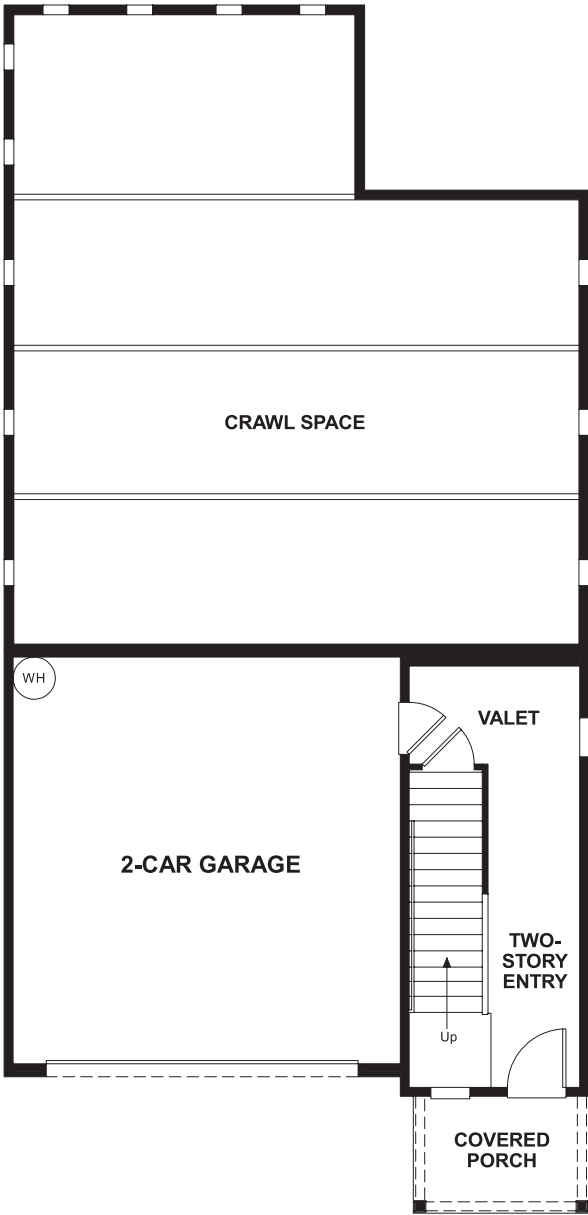 CRAWL SPACE
WH
VALET
2-CAR GARAGE
TWO-
STORY
ENTRY
Up
COVERED
PORCH